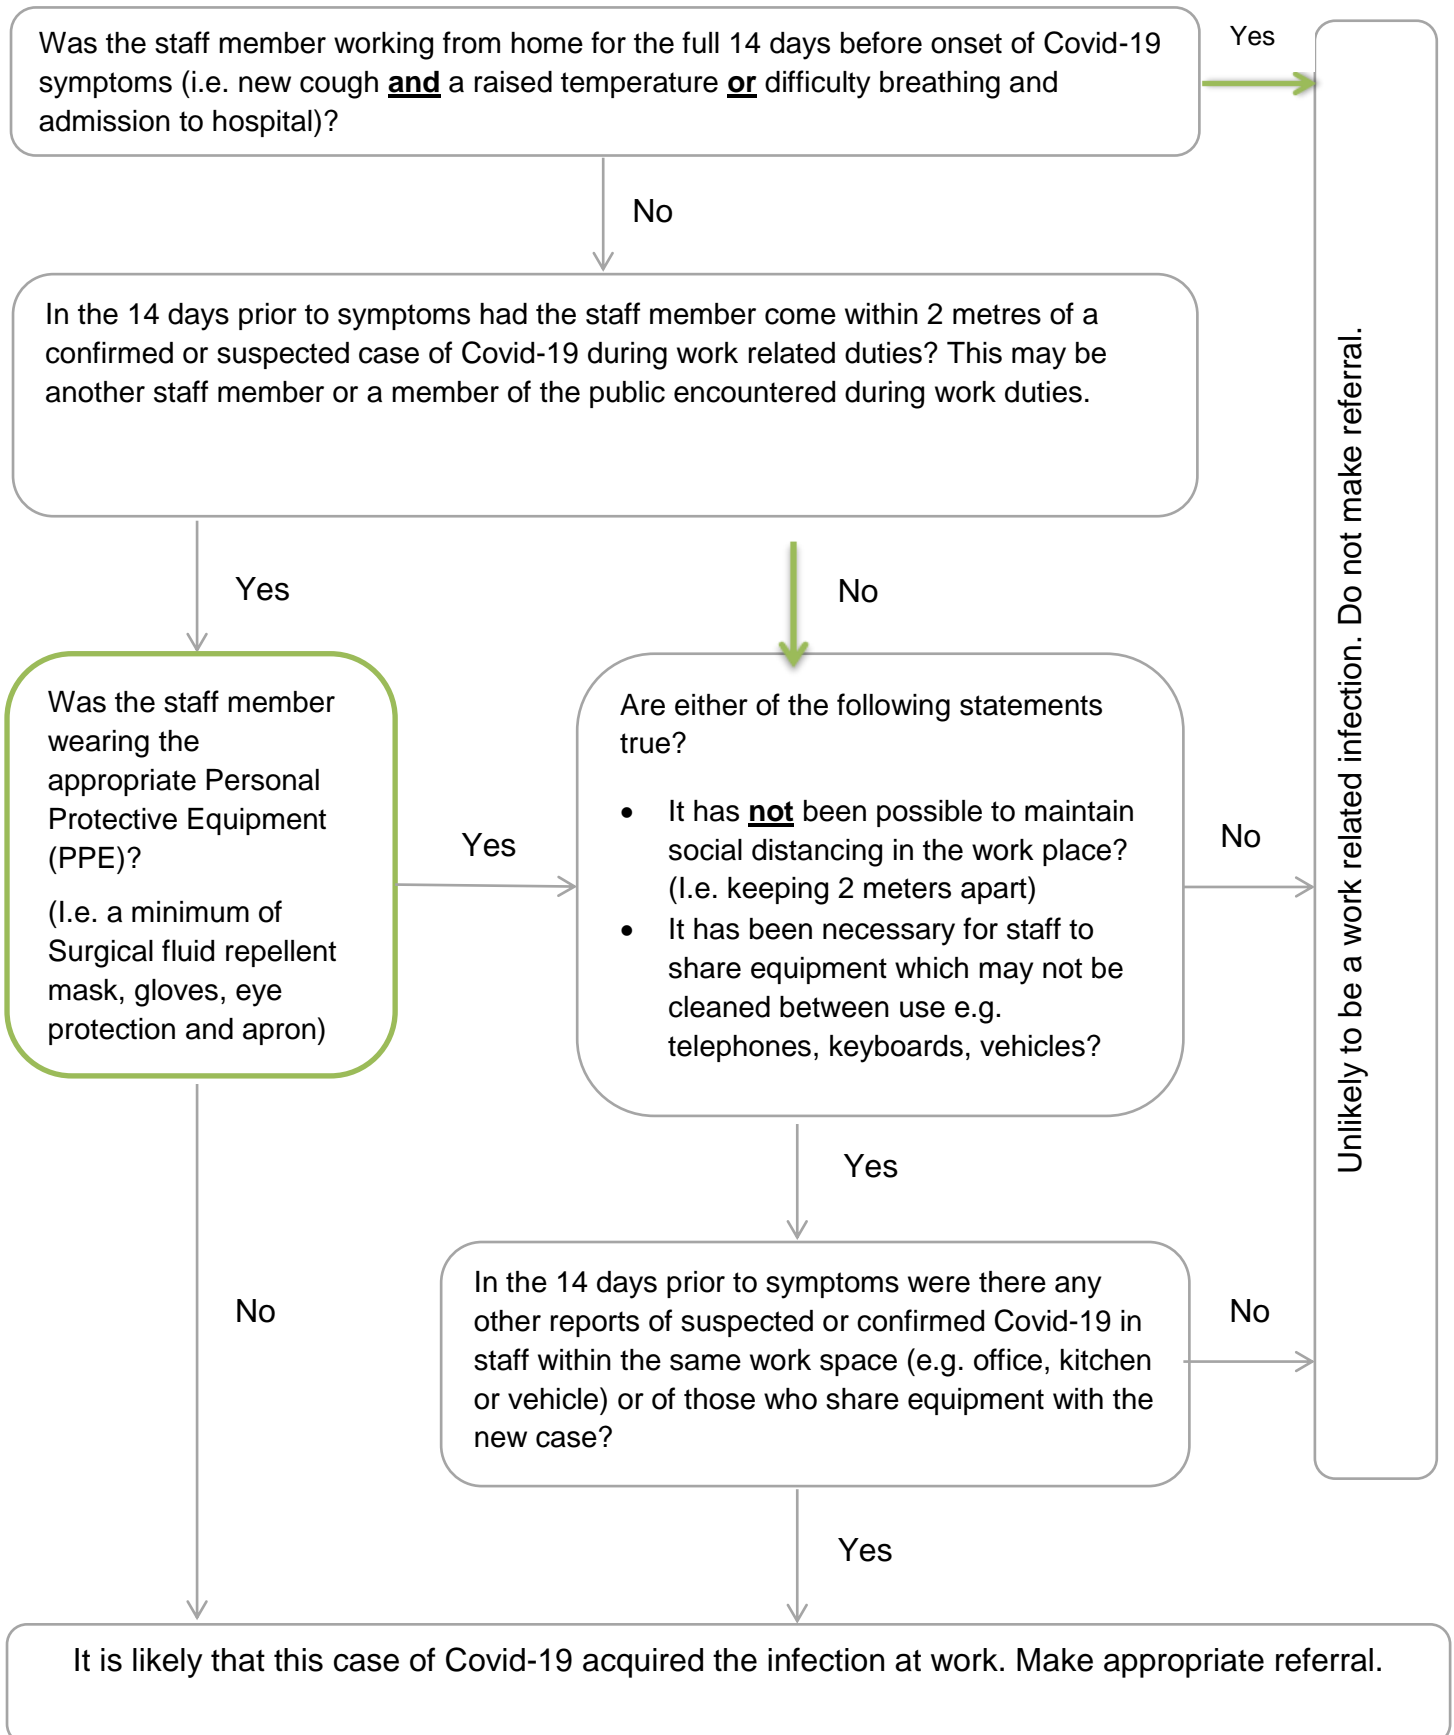 Was the staff member working from home for the full 14 days before onset of Covid-19
symptoms (i.e. new cough and a raised temperature or difficulty breathing and
admission to hospital)?
Yes
No
In the 14 days prior to symptoms had the staff member come within 2 metres of a
confirmed or suspected case of Covid-19 during work related duties? This may be
another staff member or a member of the public encountered during work duties.
Yes
No
Was the staff member
wearing the
appropriate Personal
Protective Equipment
(PPE)?
(I.e. a minimum of
Surgical fluid repellent
mask, gloves, eye
protection and apron)
Yes
Are either of the following statements
true?
• It has not been possible to maintain
social distancing in the work place?
(I.e. keeping 2 meters apart)
• It has been necessary for staff to
share equipment which may not be
cleaned between use e.g.
telephones, keyboards, vehicles?
No
Unlikely to be a work related infection. Do not make referral.
Yes
No
In the 14 days prior to symptoms were there any
other reports of suspected or confirmed Covid-19 in
staff within the same work space (e.g. office, kitchen
or vehicle) or of those who share equipment with the
new case?
No
Yes
It is likely that this case of Covid-19 acquired the infection at work. Make appropriate referral.